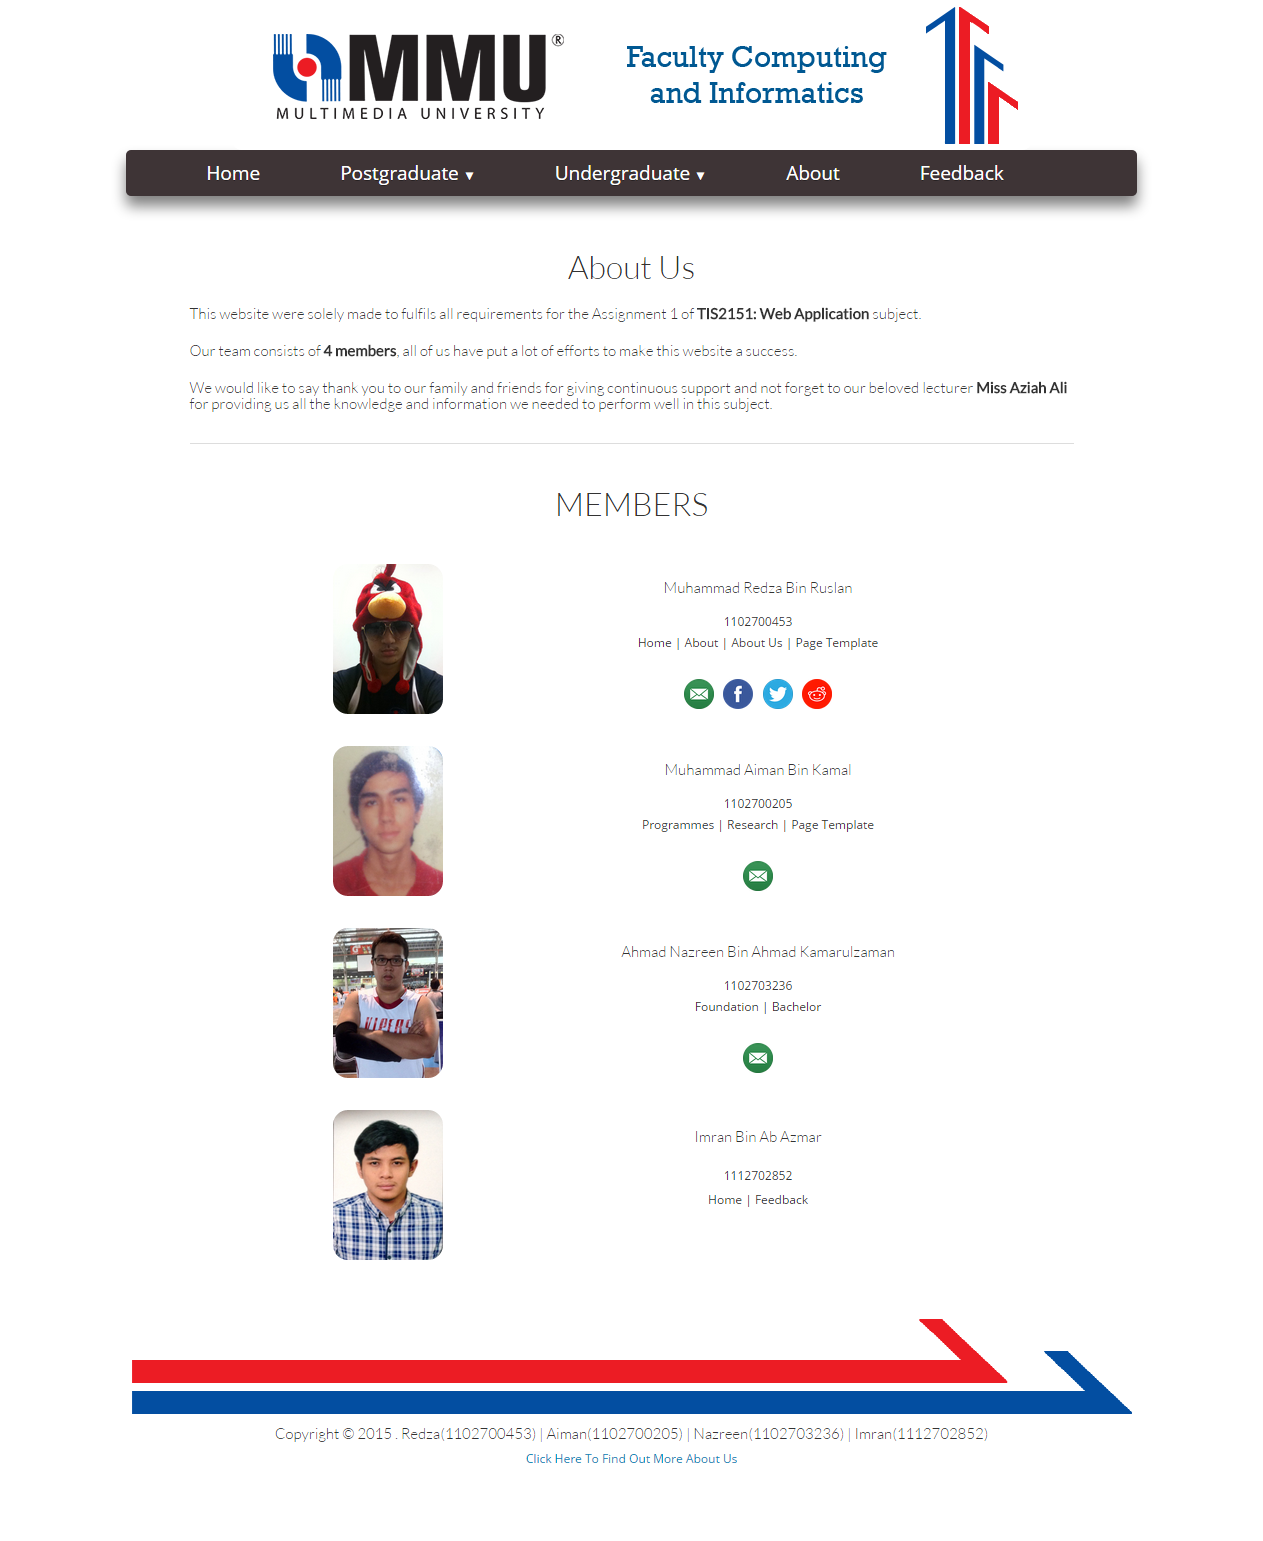 MMU®
MULTIMEDIA UNIVERSITY
Faculty Computing
and Informatics
Home Postgraduate ▼ Undergraduate ▼ About Feedback
About Us
This website were solely made to fulfils all requirements for the Assignment 1 of TIS2151: Web Application subject.
Our team consists of 4 members, all of us have put a lot of efforts to make this website a success.
We would like to say thank you to our family and friends for giving continuous support and not forget to our beloved lecturer Miss Aziah Ali
for providing us all the knowledge and information we needed to perform well in this subject.
MEMBERS
Muhammad Redza Bin Ruslan
1102700453
Home | About | About Us | Page Template
Muhammad Aiman Bin Kamal
1102700205
Programmes | Research | Page Template
Ahmad Nazreen Bin Ahmad Kamarulzaman
1102703236
Foundation | Bachelor
VIPERS
Imran Bin Ab Azmar
1112702852
Home | Feedback
Copyright © 2015 . Redza(1102700453) | Aiman(1102700205) | Nazreen(1102703236) | Imran(1112702852)
Click Here To Find Out More About Us